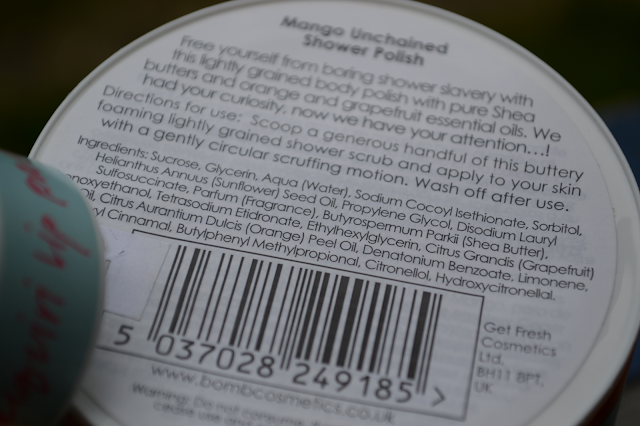 Mango Unchained
Shower Polish
Free yourself from boring shower slavery with
this lightly grained body polish with pure Shea
butters and orange and grapefruit essential oils. We
had your curiosity, now we have your attention...!
Directions for use: Scoop a generous handful of this buttery
foaming lightly grained shower scrub and apply to your skin
with a gently circular scruffing motion. Wash off after use.
Ingredients: Sucrose, Glycerin, Aqua (Water), Sodium Cocoyl Isethionate, Sorbitol,
Helianthus Annuus (Sunflower) Seed Oil, Propylene Glycol, Disodium Lauryl
Sulfosuccinate, Parfum (Fragrance), Butyrospermum Parkii (Shea Butter),
noxyethanol, Tetrasodium Etidronate, Ethylhexylglycerin, Citrus Grandis (Grapefruit)
Oil, Citrus Aurantium Dulcis (Orange) Peel Oil, Denatonium Benzoate, Limonene,
yl Cinnamal, Butylphenyl Methylpropional, Citronellol, Hydroxycitronellal.
5 037028 249185 >
Get Fresh
Cosmetics
Ltd.
BH11 8PT,
UK
www.bombcosmetics.co.uk
Warning: Do not consume.
lip